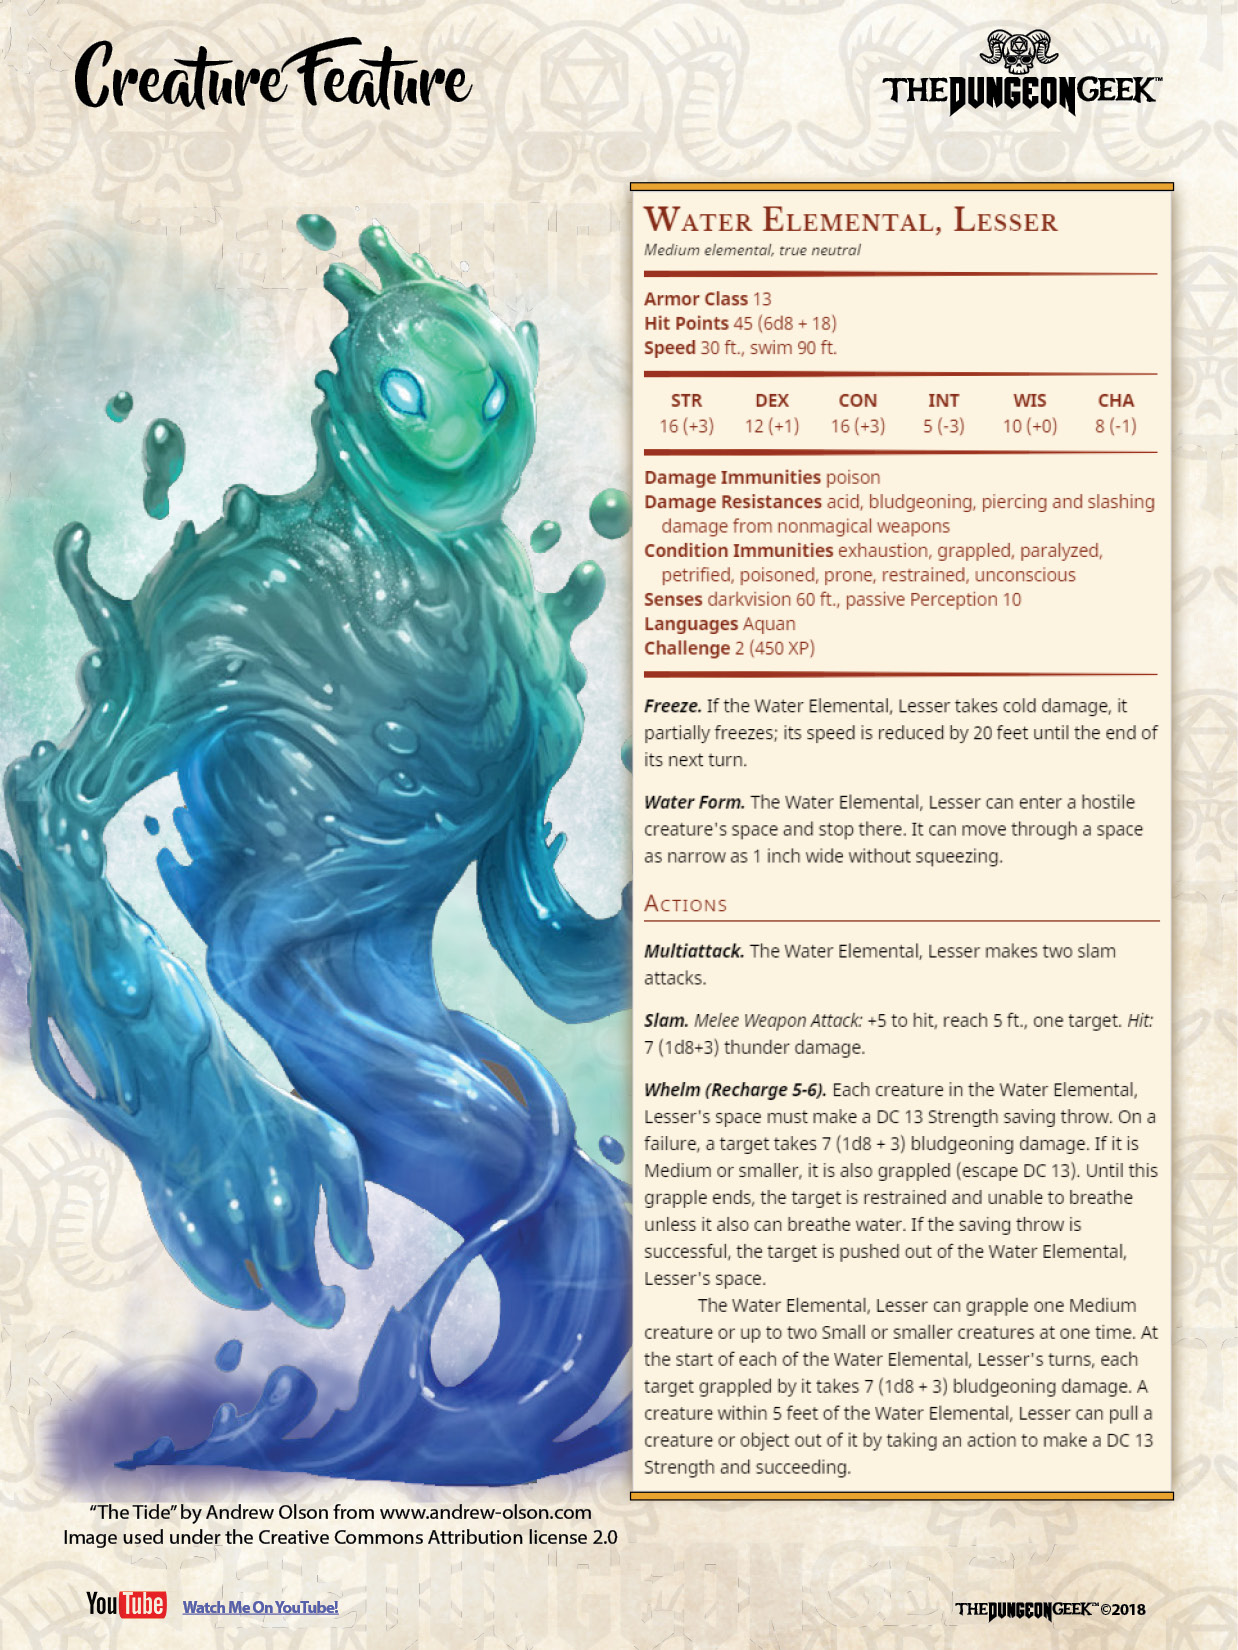 Creature Feature
THE DUNGEON GEEK™
WATER ELEMENTAL, LESSER
Medium elemental, true neutral
Armor Class 13
Hit Points 45 (6d8 + 18)
Speed 30 ft., swim 90 ft.
STR DEX CON INT WIS CHA
16 (+3) 12 (+1) 16 (+3) 5 (-3) 10 (+0) 8 (-1)
Damage Immunities poison
Damage Resistances acid, bludgeoning, piercing and slashing
damage from nonmagical weapons
Condition Immunities exhaustion, grappled, paralyzed,
petrified, poisoned, prone, restrained, unconscious
Senses darkvision 60 ft., passive Perception 10
Languages Aquan
Challenge 2 (450 XP)
Freeze. If the Water Elemental, Lesser takes cold damage, it
partially freezes; its speed is reduced by 20 feet until the end of
its next turn.
Water Form. The Water Elemental, Lesser can enter a hostile
creature's space and stop there. It can move through a space
as narrow as 1 inch wide without squeezing.
ACTIONS
Multiattack. The Water Elemental, Lesser makes two slam
attacks.
Slam. Melee Weapon Attack: +5 to hit, reach 5 ft., one target. Hit:
7 (1d8+3) thunder damage.
Whelm (Recharge 5-6). Each creature in the Water Elemental,
Lesser's space must make a DC 13 Strength saving throw. On a
failure, a target takes 7 (1d8 + 3) bludgeoning damage. If it is
Medium or smaller, it is also grappled (escape DC 13). Until this
grapple ends, the target is restrained and unable to breathe
unless it also can breathe water. If the saving throw is
successful, the target is pushed out of the Water Elemental,
Lesser's space.
The Water Elemental, Lesser can grapple one Medium
creature or up to two Small or smaller creatures at one time. At
the start of each of the Water Elemental, Lesser's turns, each
target grappled by it takes 7 (1d8 + 3) bludgeoning damage. A
creature within 5 feet of the Water Elemental, Lesser can pull a
creature or object out of it by taking an action to make a DC 13
Strength and succeeding.
“The Tide” by Andrew Olson from www.andrew-olson.com
Image used under the Creative Commons Attribution license 2.0
YouTube Watch Me On YouTube!
THE DUNGEON GEEK™ ©2018